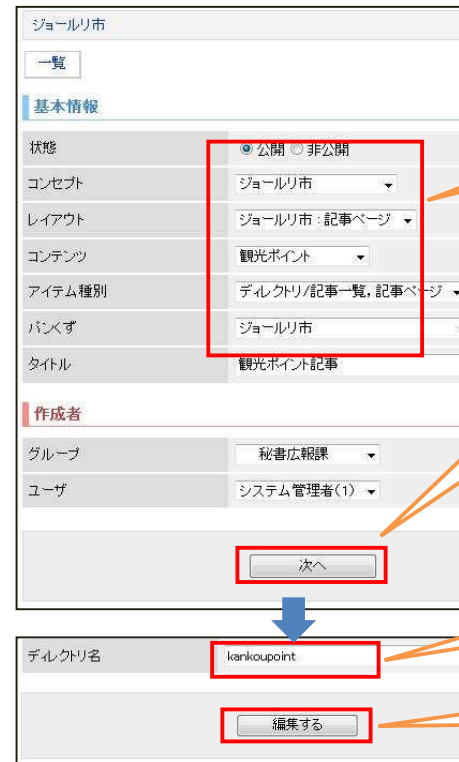 ジョールリ市
一覧
基本情報
状態 公開 非公開
コンセプト ジョールリ市
レイアウト ジョールリ市：記事ページ
コンテンツ 観光ポイント
アイテム種別 ディレクトリ/記事一覧, 記事ページ
パンくず ジョールリ市
タイトル 観光ポイント記事
作成者
グループ 秘書広報課
ユーザ システム管理者(1)
次へ
ディレクトリ名 kankoupoint
編集する